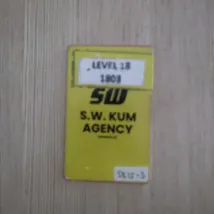 LEVEL 18
1803
SW
S.W. KUM
AGENCY